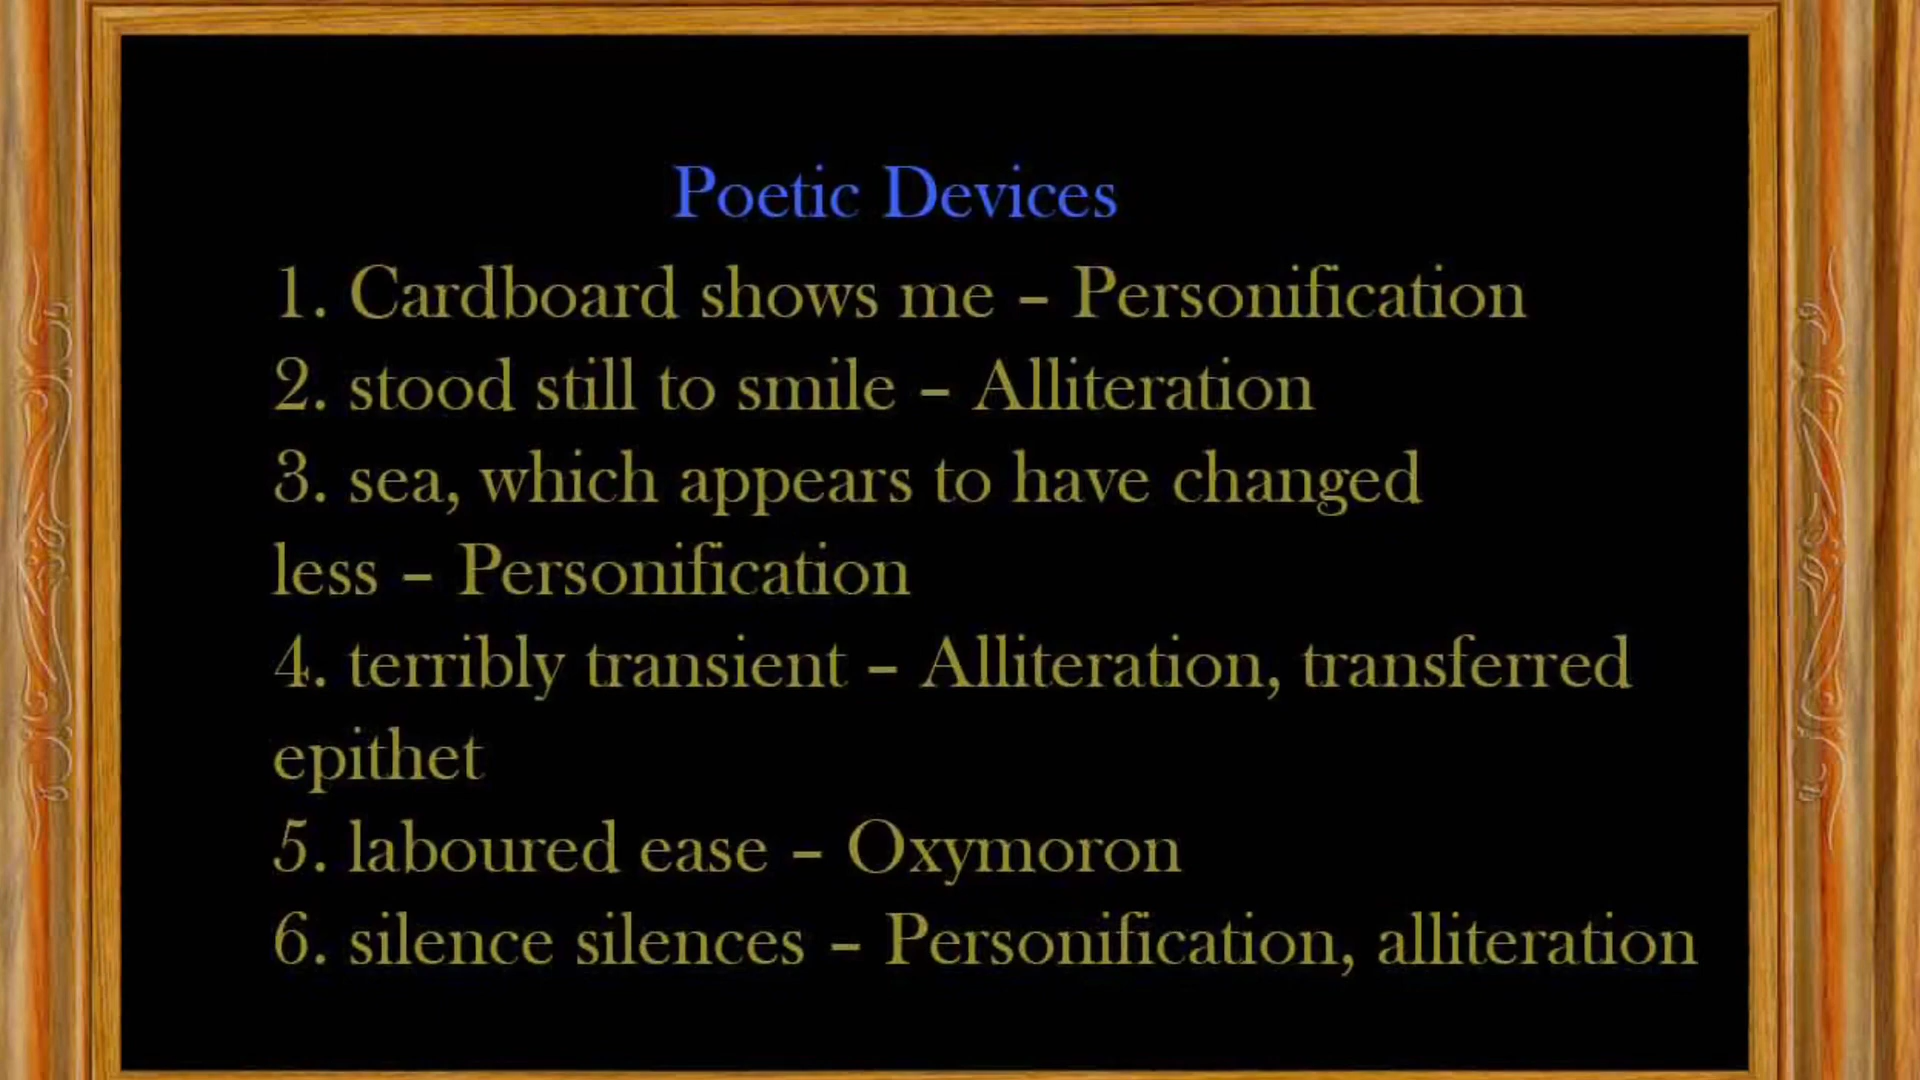 Poetic Devices
1. Cardboard shows me – Personification
2. stood still to smile – Alliteration
3. sea, which appears to have changed
less – Personification
4. terribly transient – Alliteration, transferred
epithet
5. laboured ease – Oxymoron
6. silence silences – Personification, alliteration